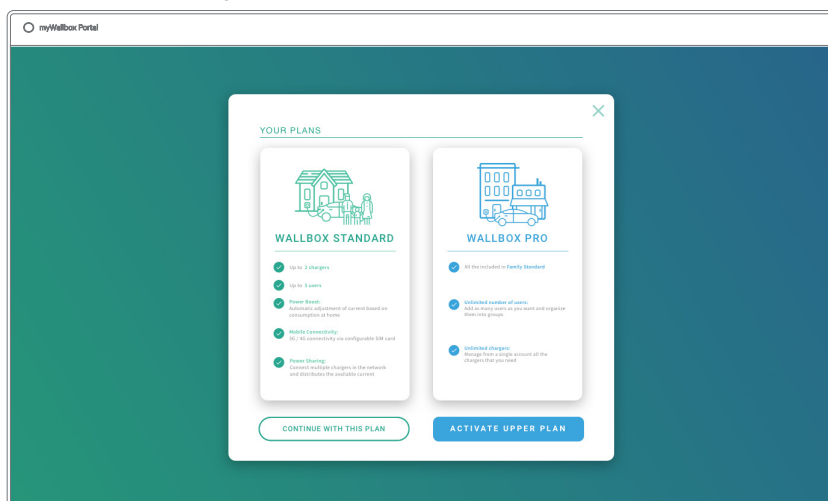 myWallbox Portal
YOUR PLANS
WALLBOX STANDARD
Up to 3 chargers
Up to 5 users
Power Boost:
Automatic adjustment of current based on
consumption at home
Mobile Connectivity:
3G / 4G connectivity via configurable SIM card
Power Sharing:
Connect multiple chargers in the network
and distributes the available current
CONTINUE WITH THIS PLAN
WALLBOX PRO
All the included in Family Standard
Unlimited number of users:
Add as many users as you want and organize
them into groups
Unlimited chargers:
Manage from a single account all the
chargers that you need
ACTIVATE UPPER PLAN